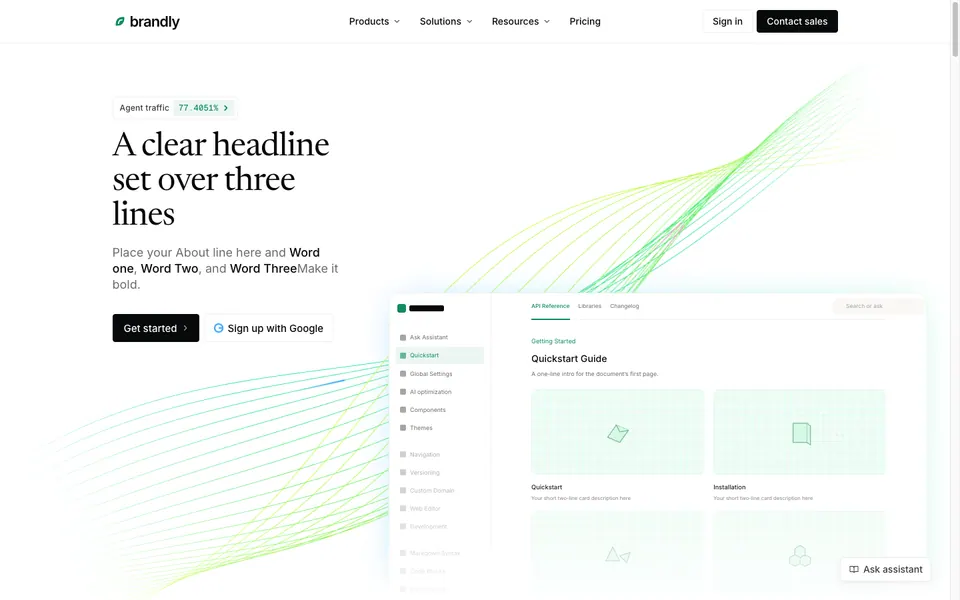 brandly
Products
Solutions
Resources
Pricing
Sign in
Contact sales
Agent traffic 77.4051%
A clear headline
set over three
lines
Place your About line here and Word
one, Word Two, and Word ThreeMake it
bold.
Get started
Sign up with Google
API Reference
Libraries
Changelog
Search or ask
Ask Assistant
Quickstart
Global Settings
AI optimization
Components
Themes
Navigation
Versioning
Custom Domain
Web Editor
Development
Getting Started
Quickstart Guide
A one-line intro for the document's first page.
Quickstart
Your short two-line card description here
Installation
Your short two-line card description here
Ask assistant